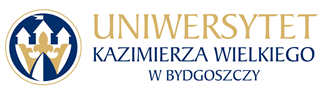 UNIWERSYTET
KAZIMIERZA WIELKIEGO
W BYDGOSZCZY